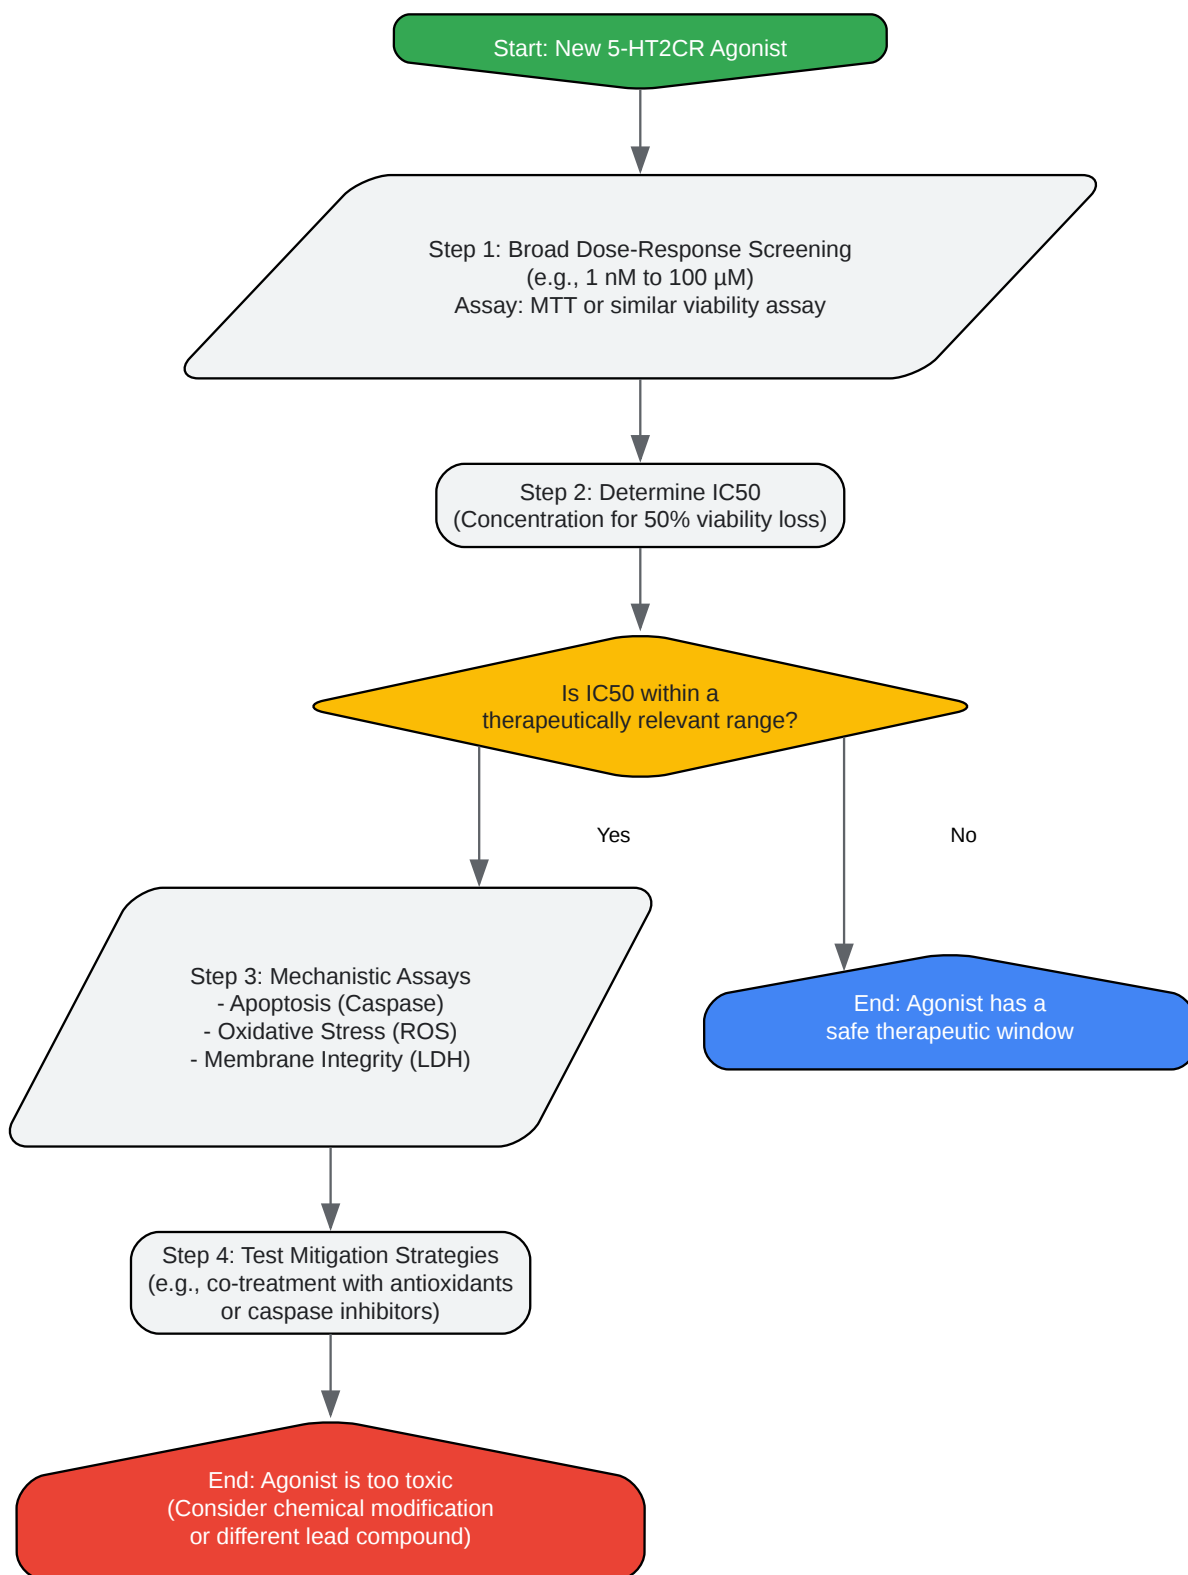 Start: New 5-HT2CR Agonist
Step 1: Broad Dose-Response Screening
(e.g., 1 nM to 100 µM)
Assay: MTT or similar viability assay
Step 2: Determine IC50
(Concentration for 50% viability loss)
Is IC50 within a
therapeutically relevant range?
Yes
No
Step 3: Mechanistic Assays
- Apoptosis (Caspase)
- Oxidative Stress (ROS)
- Membrane Integrity (LDH)
End: Agonist has a
safe therapeutic window
Step 4: Test Mitigation Strategies
(e.g., co-treatment with antioxidants
or caspase inhibitors)
End: Agonist is too toxic
(Consider chemical modification
or different lead compound)